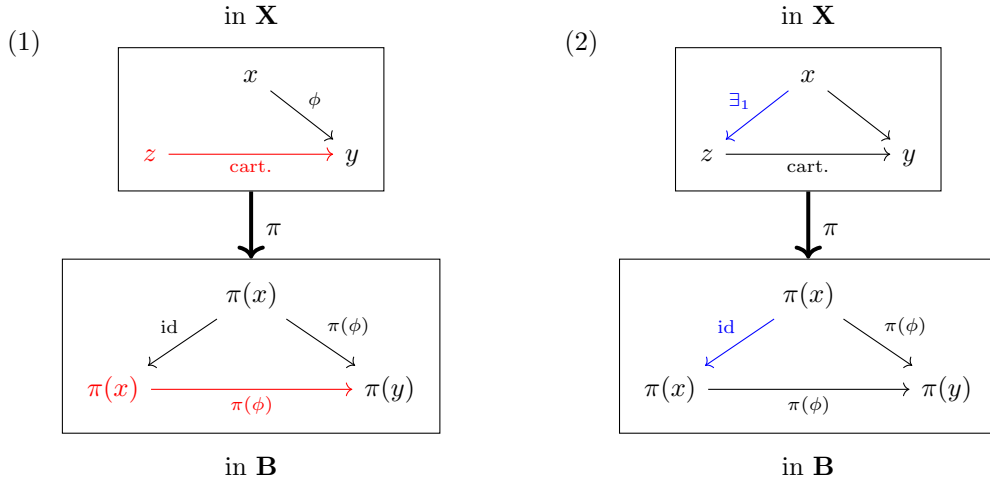 (1)
in X
x
ϕ
z
cart.
y
π
π(x)
id
π(ϕ)
π(x)
π(ϕ)
π(y)
in B
(2)
in X
x
∃₁
z
cart.
y
π
π(x)
id
π(ϕ)
π(x)
π(ϕ)
π(y)
in B